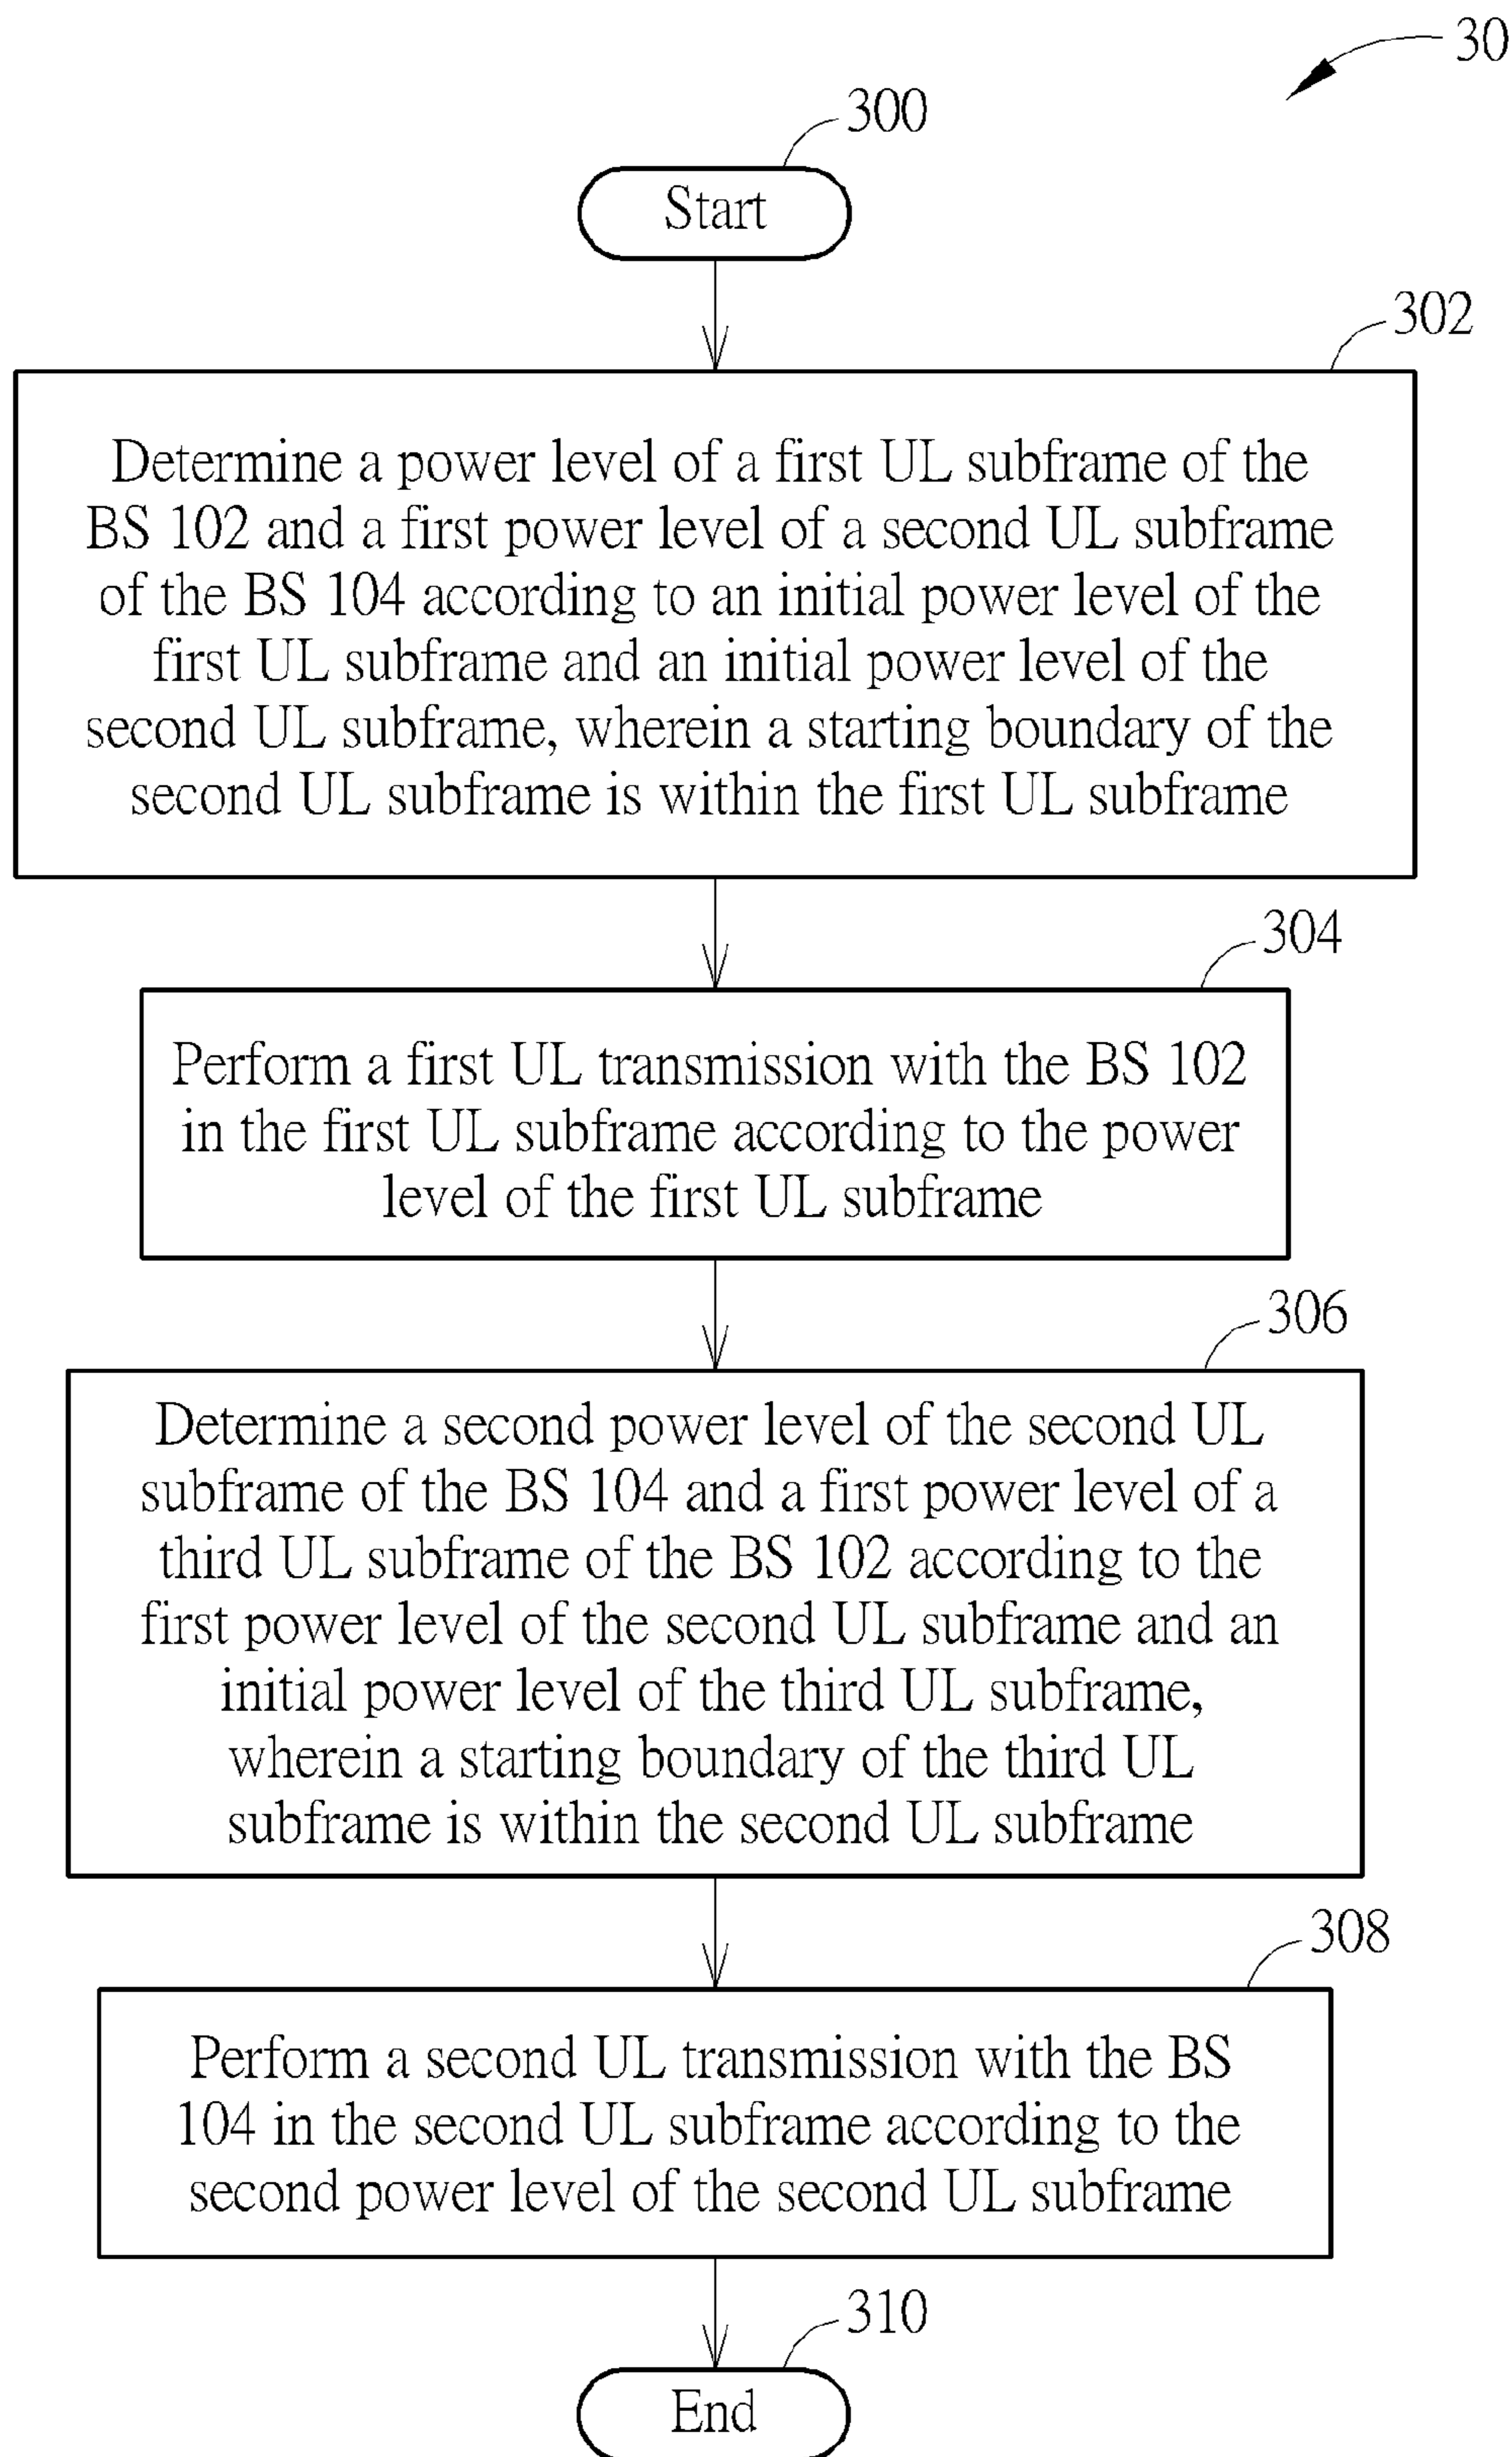 30
300
Start
302
Determine a power level of a first UL subframe of the
BS 102 and a first power level of a second UL subframe
of the BS 104 according to an initial power level of the
first UL subframe and an initial power level of the
second UL subframe, wherein a starting boundary of the
second UL subframe is within the first UL subframe
304
Perform a first UL transmission with the BS 102
in the first UL subframe according to the power
level of the first UL subframe
306
Determine a second power level of the second UL
subframe of the BS 104 and a first power level of a
third UL subframe of the BS 102 according to the
first power level of the second UL subframe and an
initial power level of the third UL subframe,
wherein a starting boundary of the third UL
subframe is within the second UL subframe
308
Perform a second UL transmission with the BS
104 in the second UL subframe according to the
second power level of the second UL subframe
310
End